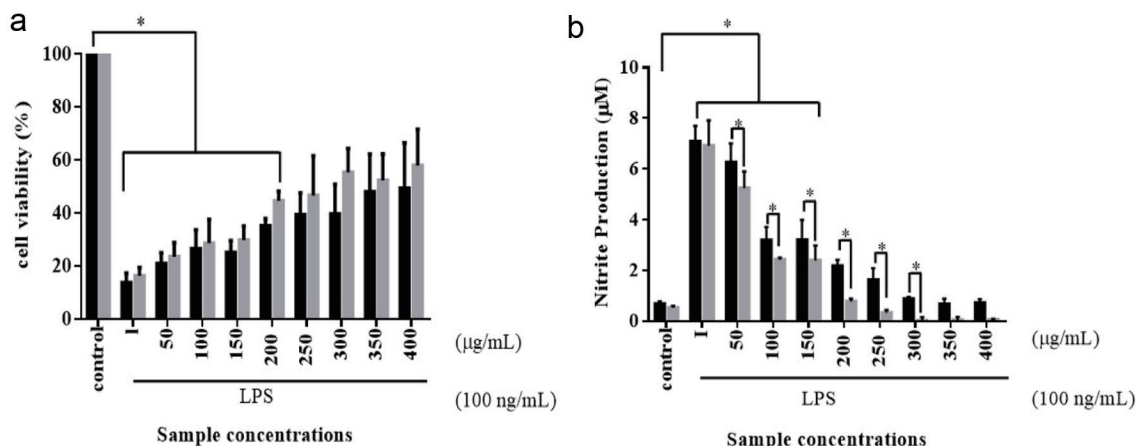 a
*
cell viability (%)
100
80
60
40
20
0
control
1
50
100
150
200
250
300
350
400
(µg/mL)
LPS
(100 ng/mL)
Sample concentrations
b
*
Nitrite Production (µM)
10
8
6
4
2
0
*
*
*
*
*
*
control
1
50
100
150
200
250
300
350
400
(µg/mL)
LPS
(100 ng/mL)
Sample concentrations